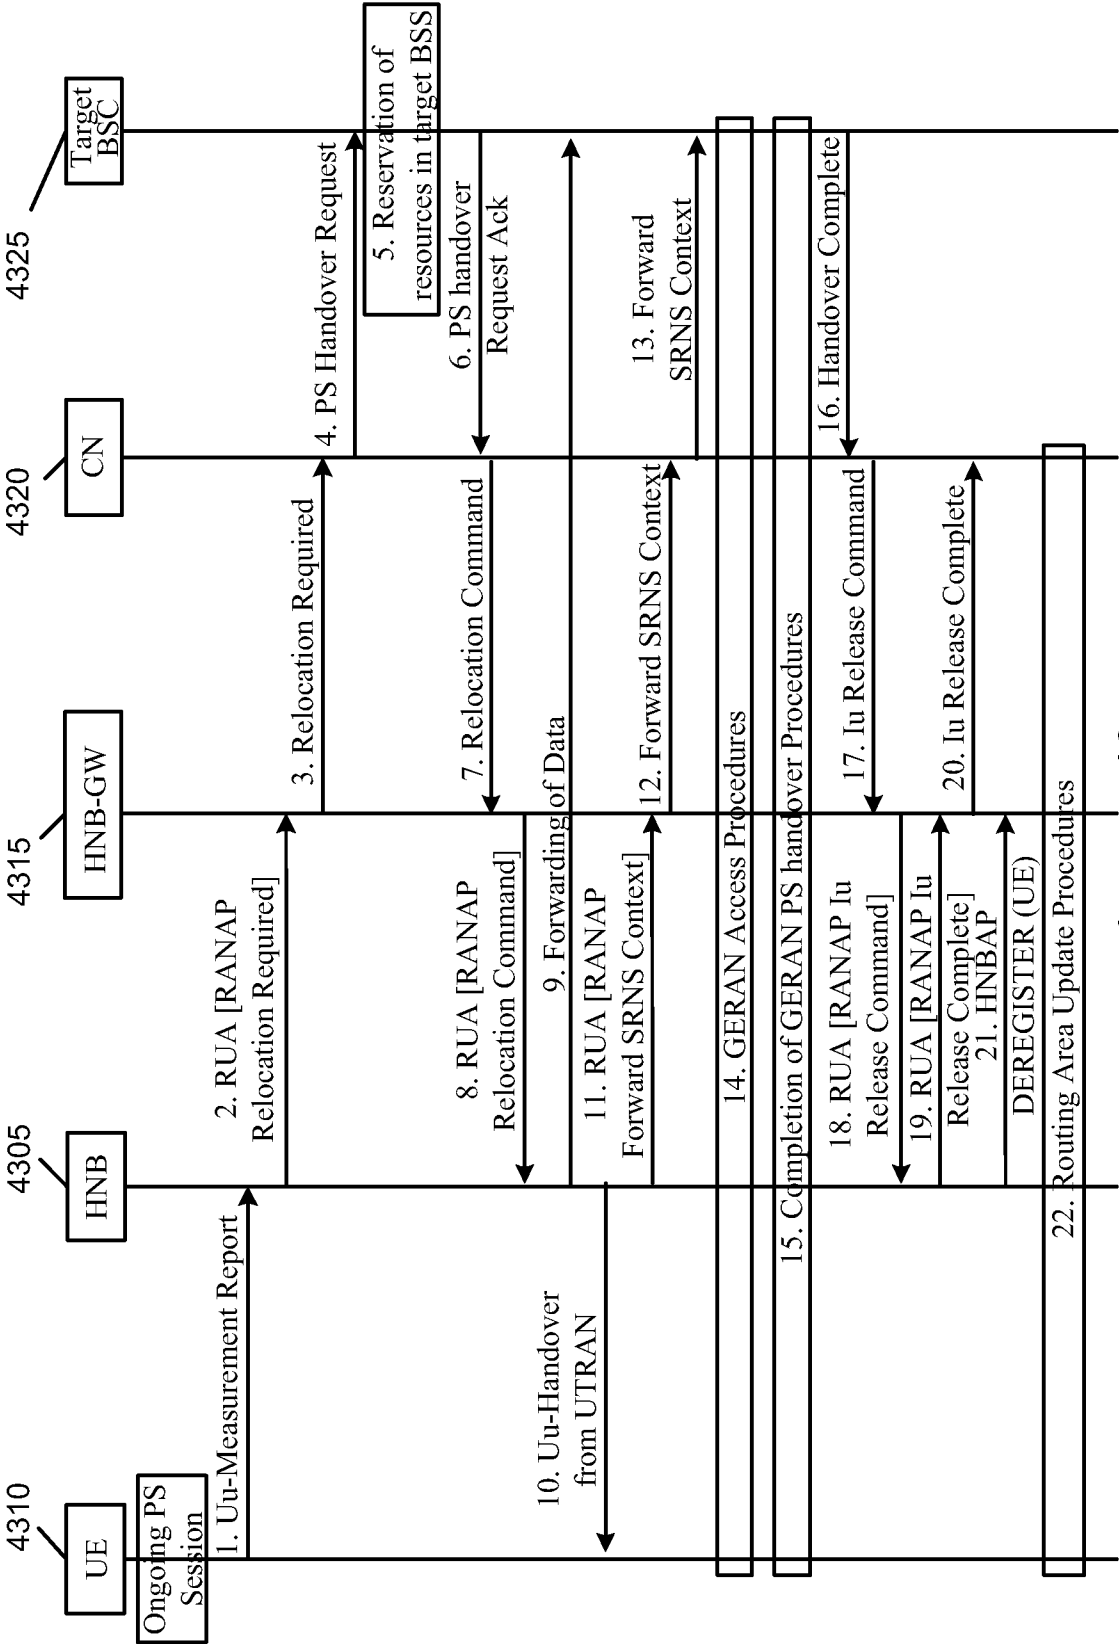 4310
4305
4315
4320
4325
UE
HNB
HNB-GW
CN
Target
BSC
Ongoing PS
Session
1. Uu-Measurement Report
2. RUA [RANAP
Relocation Required]
3. Relocation Required
4. PS Handover Request
5. Reservation of
resources in target BSS
6. PS handover
Request Ack
7. Relocation Command
8. RUA [RANAP
Relocation Command]
9. Forwarding of Data
10. Uu-Handover
from UTRAN
11. RUA [RANAP
Forward SRNS Context]
12. Forward SRNS Context
13. Forward
SRNS Context
14. GERAN Access Procedures
15. Completion of GERAN PS handover Procedures
16. Handover Complete
17. Iu Release Command
18. RUA [RANAP Iu
Release Command]
19. RUA [RANAP Iu
Release Complete]
20. Iu Release Complete
21. HNBAP
DEREGISTER (UE)
22. Routing Area Update Procedures